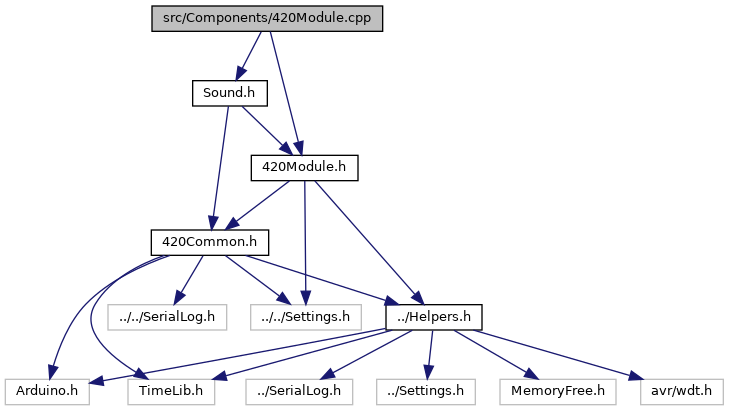 src/Components/420Module.cpp
Sound.h
420Module.h
420Common.h
../../SerialLog.h
../../Settings.h
../Helpers.h
Arduino.h
TimeLib.h
../SerialLog.h
../Settings.h
MemoryFree.h
avr/wdt.h